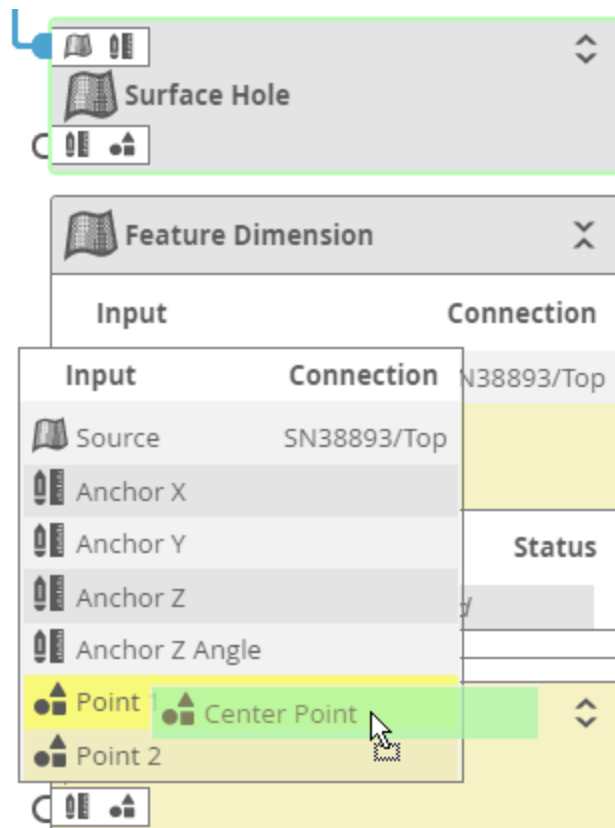 Surface Hole
Feature Dimension
Input Connection
N38893/Top
Input Connection
Source SN38893/Top
Anchor X
Anchor Y
Anchor Z
Anchor Z Angle
Point 1
Center Point
Point 2
Status
d